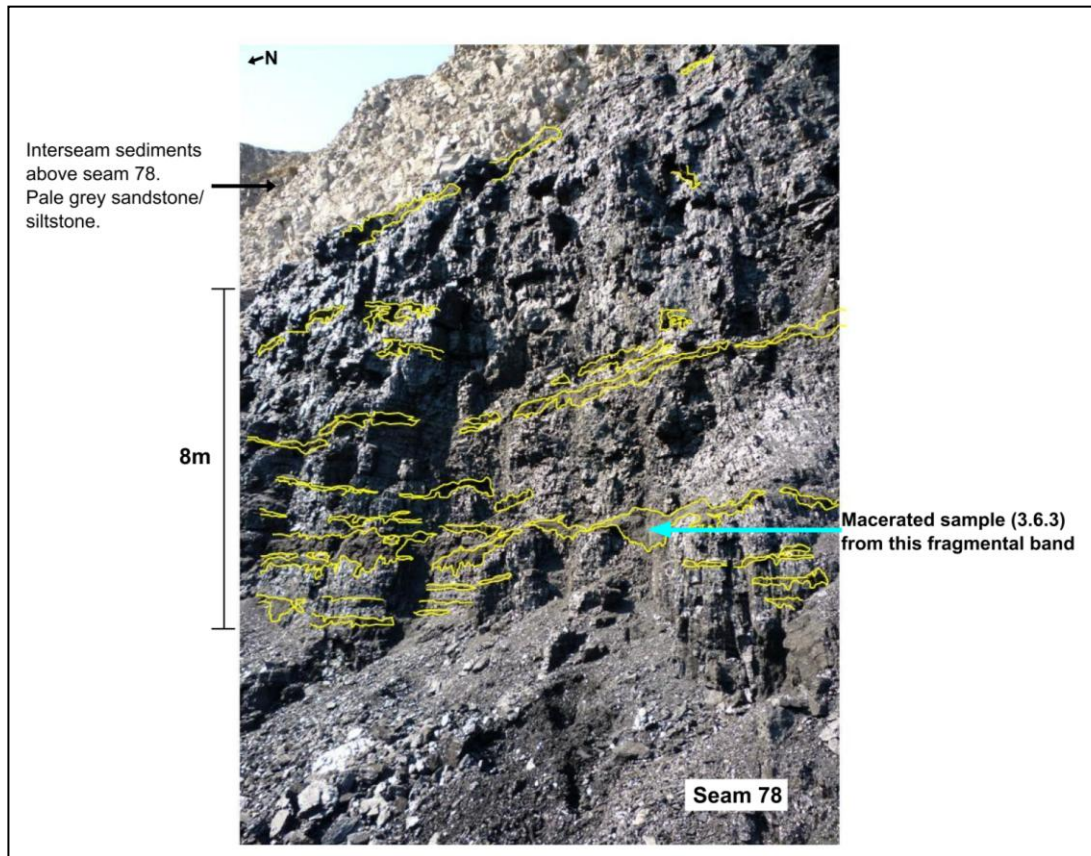 N
Interseam sediments
above seam 78.
Pale grey sandstone/
siltstone.
8m
Macerated sample (3.6.3)
from this fragmental band
Seam 78